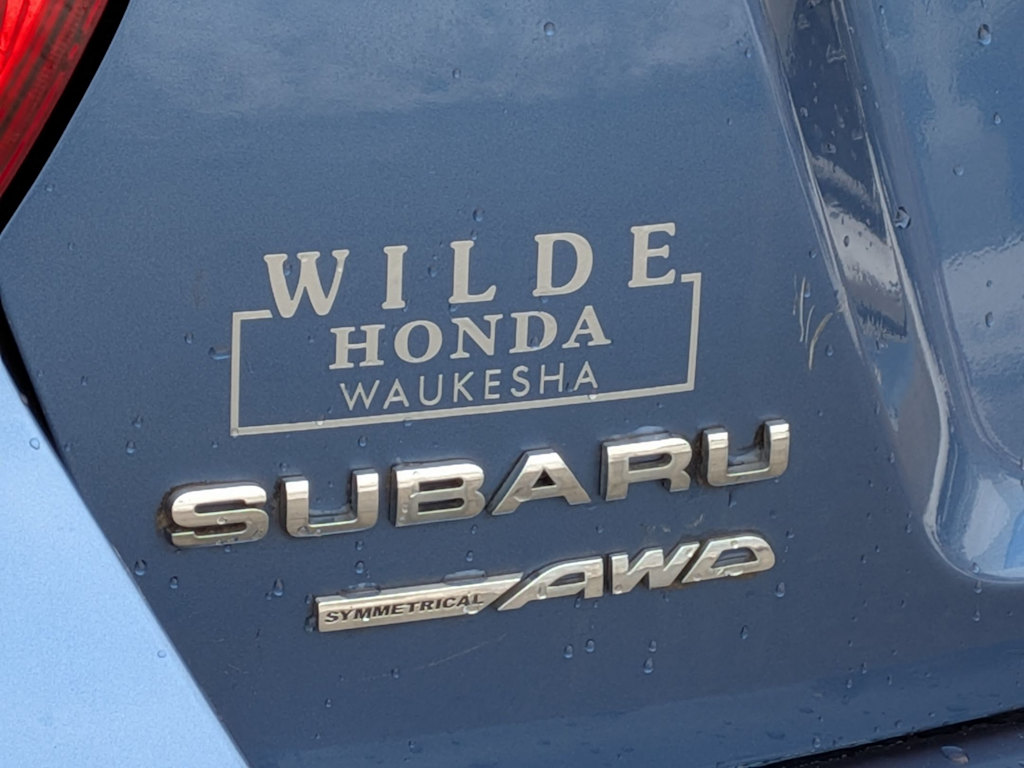 WILDE
HONDA
WAUKESHA
SUBARU
SYMMETRICAL AWD